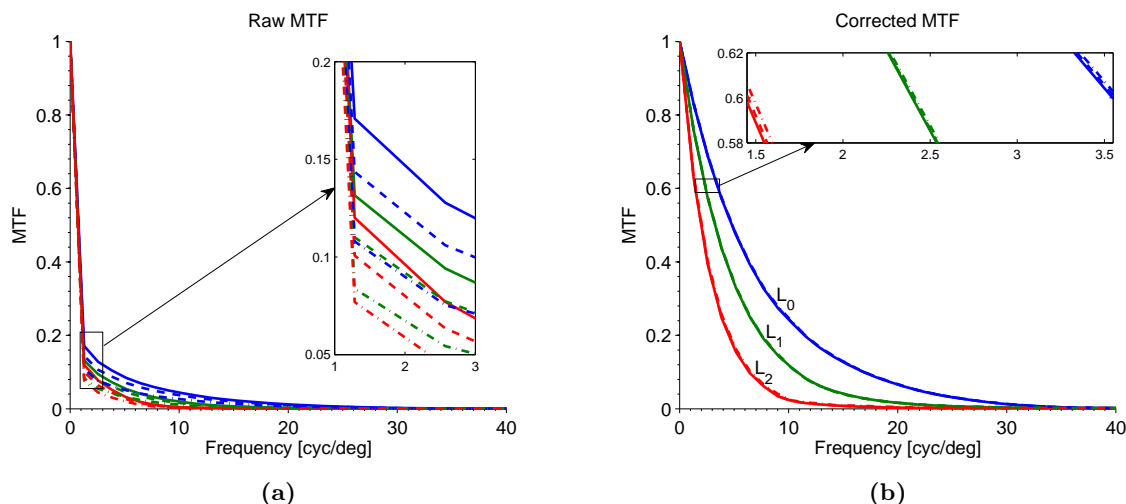 Raw MTF
1
0.8
0.6
0.4
0.2
0
MTF
0 10 20 30 40
Frequency [cyc/deg]
0.2
0.15
0.1
0.05
1 2 3
(a)
Corrected MTF
1
0.8
0.6
0.4
0.2
0
MTF
0 10 20 30 40
Frequency [cyc/deg]
0.62
0.6
0.58
1.5 2 2.5 3 3.5
L0
L1
L2
(b)